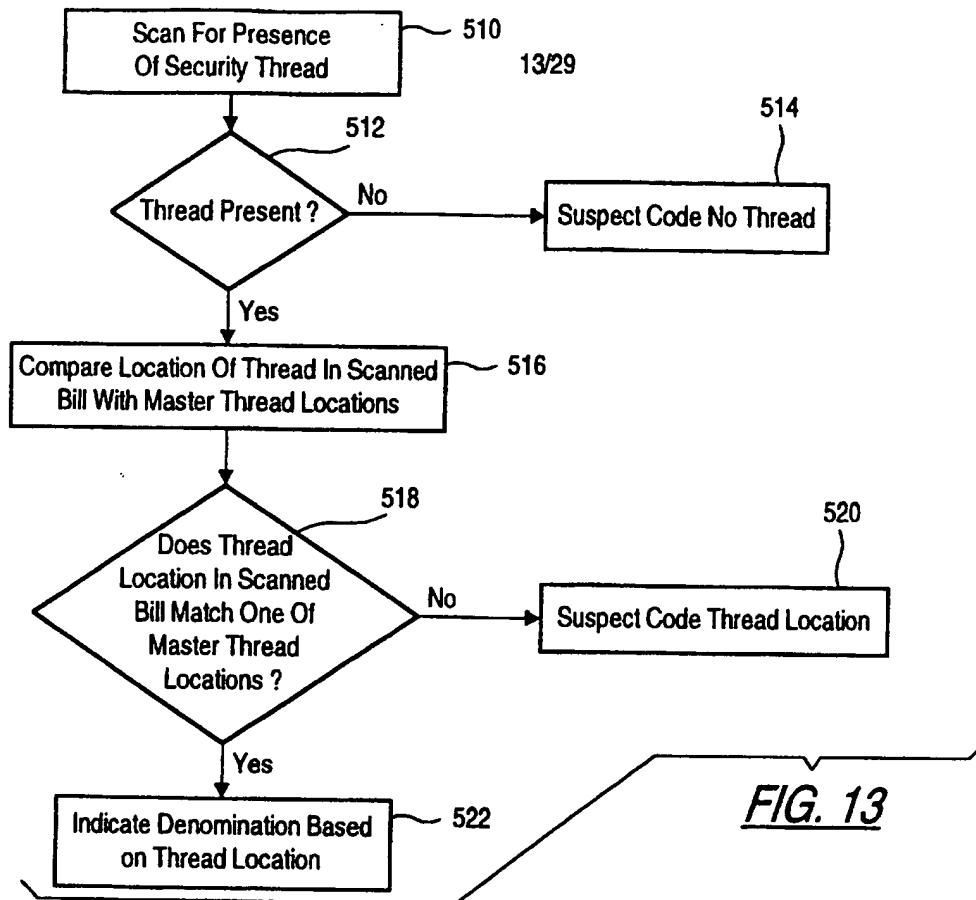 Scan For Presence
Of Security Thread
510
13/29
512
514
Thread Present ?
No
Suspect Code No Thread
Yes
Compare Location Of Thread In Scanned
Bill With Master Thread Locations
516
518
520
Does Thread
Location In Scanned
Bill Match One Of
Master Thread
Locations ?
No
Suspect Code Thread Location
Yes
Indicate Denomination Based
on Thread Location
522
FIG. 13